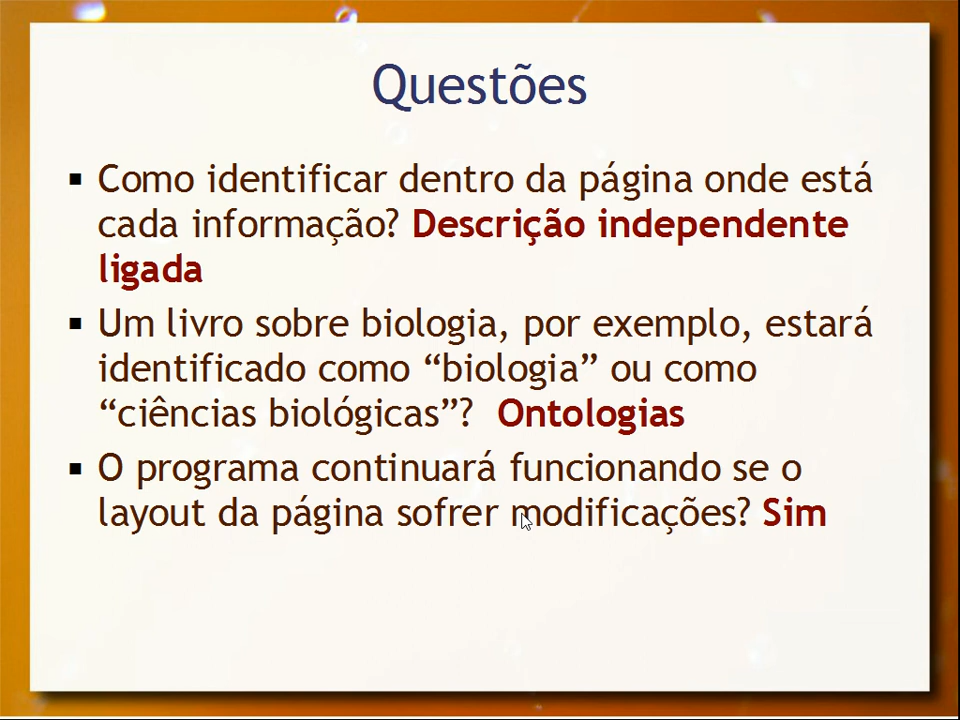 Questões
▪ Como identificar dentro da página onde está
cada informação? Descrição independente
ligada
▪ Um livro sobre biologia, por exemplo, estará
identificado como “biologia” ou como
“ciências biológicas”? Ontologias
▪ O programa continuará funcionando se o
layout da página sofrer modificações? Sim